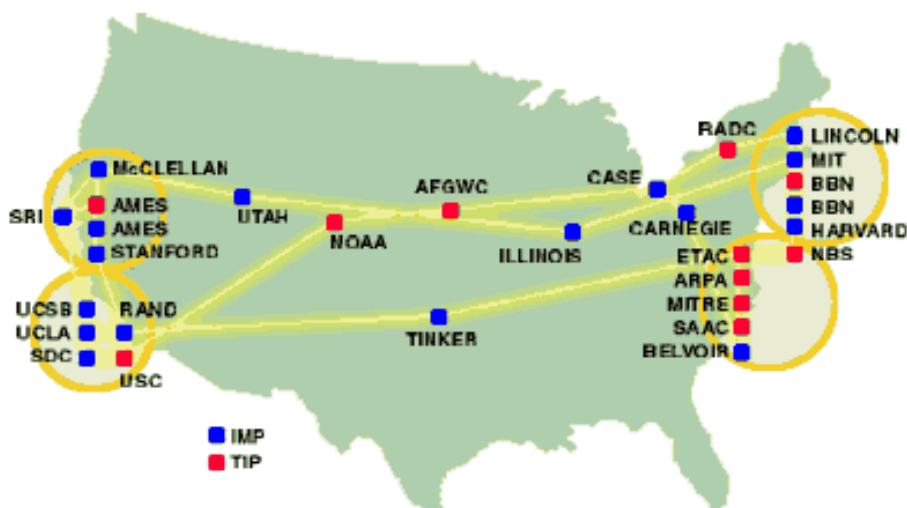 RADC
LINCOLN
McCLELLAN
MIT
CASE
BBN
AFGWC
AMES
BBN
SRI
UTAH
AMES
CARNEGIE
HARVARD
NOAA
ILLINOIS
STANFORD
ETAC
NBS
ARPA
UCSB
RAND
MITRE
UCLA
SAAC
TINKER
SDC
BELVOIR
USC
IMP
TIP